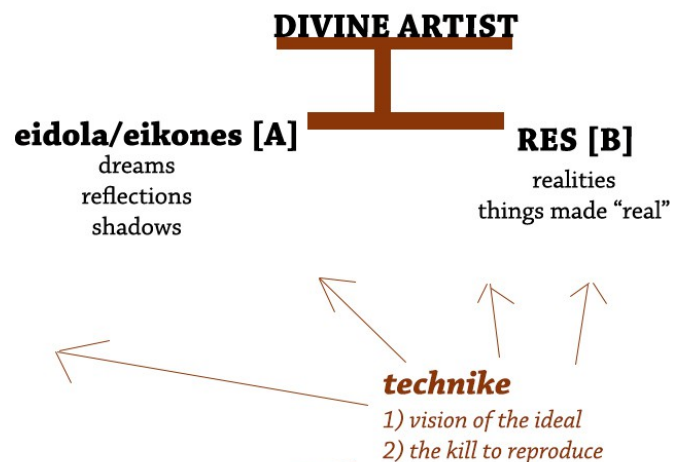 DIVINE ARTIST
eidola/eikones [A]
dreams
reflections
shadows
RES [B]
realities
things made “real”
technike
1) vision of the ideal
2) the kill to reproduce